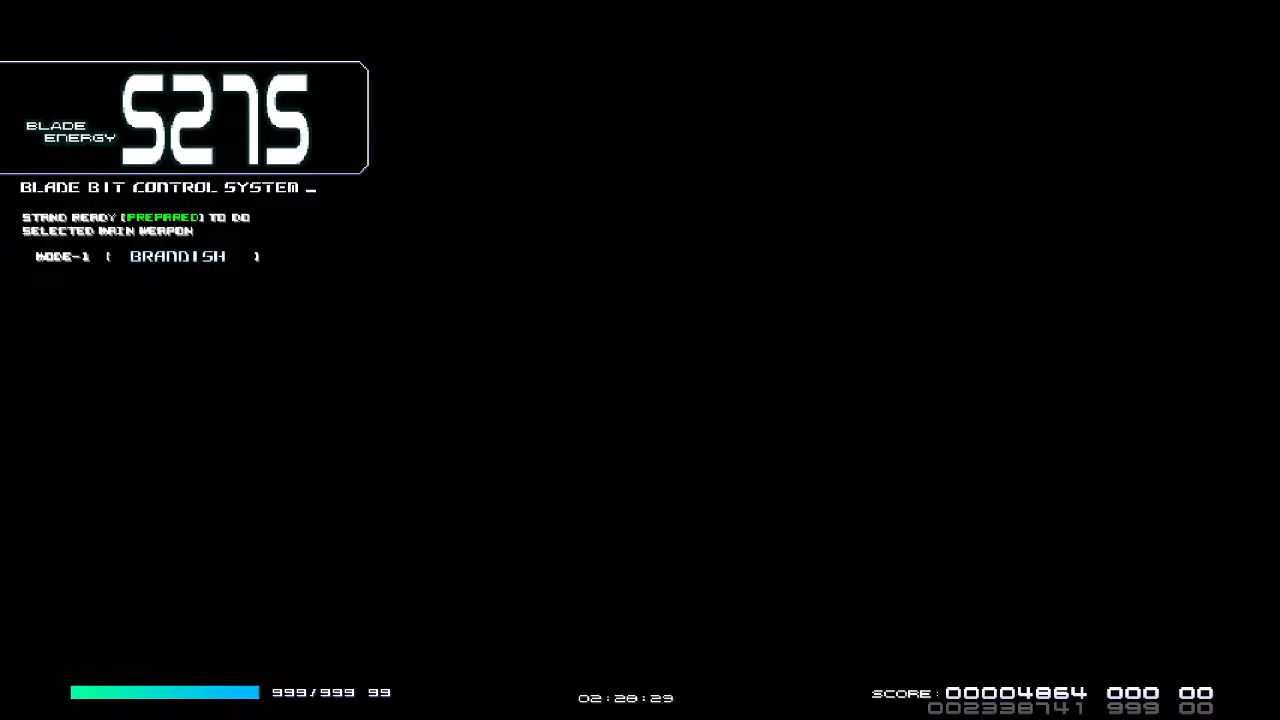 BLADE
ENERGY
5275
BLADE BIT CONTROL SYSTEM _
STAND READY [PREPARED] TO DO
SELECTED MAIN WEAPON
MODE-1 [ BRANDISH ]
999/999 99
02:28:29
SCORE: 00004864 000 00
002338741 999 00